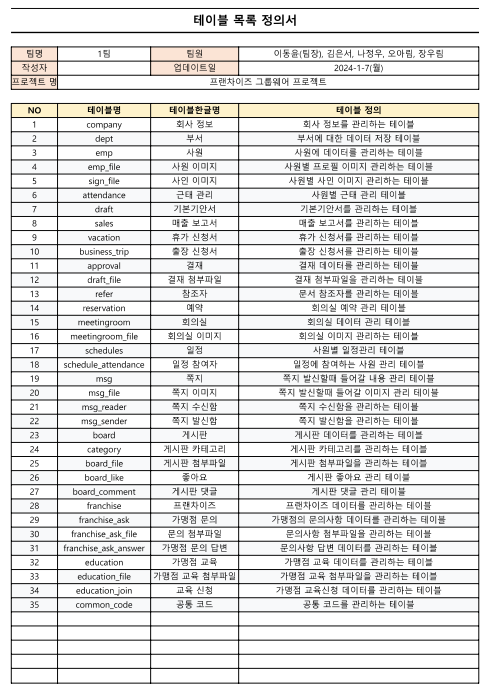 테이블 목록 정의서
팀명 1팀 팀원 이동윤(팀장), 김은서, 나정우, 오아림, 장우림
작성자 업데이트일 2024-1-7(월)
프로젝트 명 프랜차이즈 그룹웨어 프로젝트
NO 테이블명 테이블한글명 테이블 정의
1 company 회사 정보 회사 정보를 관리하는 테이블
2 dept 부서 부서에 대한 데이터 저장 테이블
3 emp 사원 사원에 데이터를 관리하는 테이블
4 emp_file 사원 이미지 사원별 프로필 이미지 관리하는 테이블
5 sign_file 사인 이미지 사원별 사인 이미지 관리하는 테이블
6 attendance 근태 관리 사원별 근태 관리 테이블
7 draft 기본기안서 기본기안서를 관리하는 테이블
8 sales 매출 보고서 매출 보고서를 관리하는 테이블
9 vacation 휴가 신청서 휴가 신청서를 관리하는 테이블
10 business_trip 출장 신청서 출장 신청서를 관리하는 테이블
11 approval 결재 결재 데이터를 관리하는 테이블
12 draft_file 결재 첨부파일 결재 첨부파일을 관리하는 테이블
13 refer 참조자 문서 참조자를 관리하는 테이블
14 reservation 예약 회의실 예약 관리 테이블
15 meetingroom 회의실 회의실 데이터 관리 테이블
16 meetingroom_file 회의실 이미지 회의실 이미지 관리하는 테이블
17 schedules 일정 사원별 일정관리 테이블
18 schedule_attendance 일정 참여자 일정에 참여하는 사원 관리 테이블
19 msg 쪽지 쪽지 발신할때 들어갈 내용 관리 테이블
20 msg_file 쪽지 이미지 쪽지 발신할때 들어갈 이미지 관리 테이블
21 msg_reader 쪽지 수신함 쪽지 수신함을 관리하는 테이블
22 msg_sender 쪽지 발신함 쪽지 발신함을 관리하는 테이블
23 board 게시판 게시판 데이터를 관리하는 테이블
24 category 게시판 카테고리 게시판 카테고리를 관리하는 테이블
25 board_file 게시판 첨부파일 게시판 첨부파일을 관리하는 테이블
26 board_like 좋아요 게시판 좋아요 관리 테이블
27 board_comment 게시판 댓글 게시판 댓글 관리 테이블
28 franchise 프랜차이즈 프랜차이즈 데이터를 관리하는 테이블
29 franchise_ask 가맹점 문의 가맹점의 문의사항 데이터를 관리하는 테이블
30 franchise_ask_file 문의 첨부파일 문의사항 첨부파일을 관리하는 테이블
31 franchise_ask_answer 가맹점 문의 답변 문의사항 답변 데이터를 관리하는 테이블
32 education 가맹점 교육 가맹점 교육 데이터를 관리하는 테이블
33 education_file 가맹점 교육 첨부파일 가맹점 교육 첨부파일을 관리하는 테이블
34 education_join 교육 신청 가맹점 교육신청 데이터를 관리하는 테이블
35 common_code 공통 코드 공통 코드를 관리하는 테이블